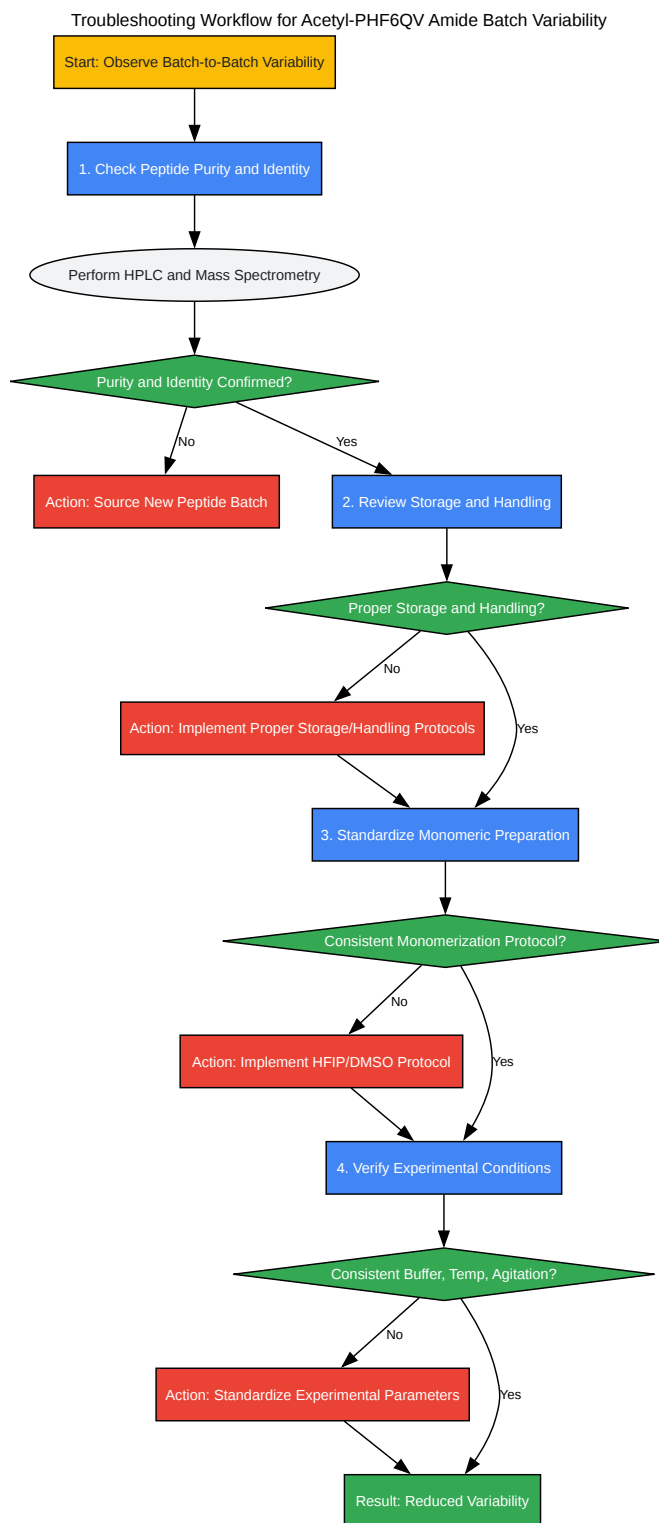 Troubleshooting Workflow for Acetyl-PHF6QV Amide Batch Variability
Start: Observe Batch-to-Batch Variability
1. Check Peptide Purity and Identity
Perform HPLC and Mass Spectrometry
Purity and Identity Confirmed?
No
Yes
Action: Source New Peptide Batch
2. Review Storage and Handling
Proper Storage and Handling?
No
Action: Implement Proper Storage/Handling Protocols
Yes
3. Standardize Monomeric Preparation
Consistent Monomerization Protocol?
No
Action: Implement HFIP/DMSO Protocol
Yes
4. Verify Experimental Conditions
Consistent Buffer, Temp, Agitation?
No
Action: Standardize Experimental Parameters
Yes
Result: Reduced Variability